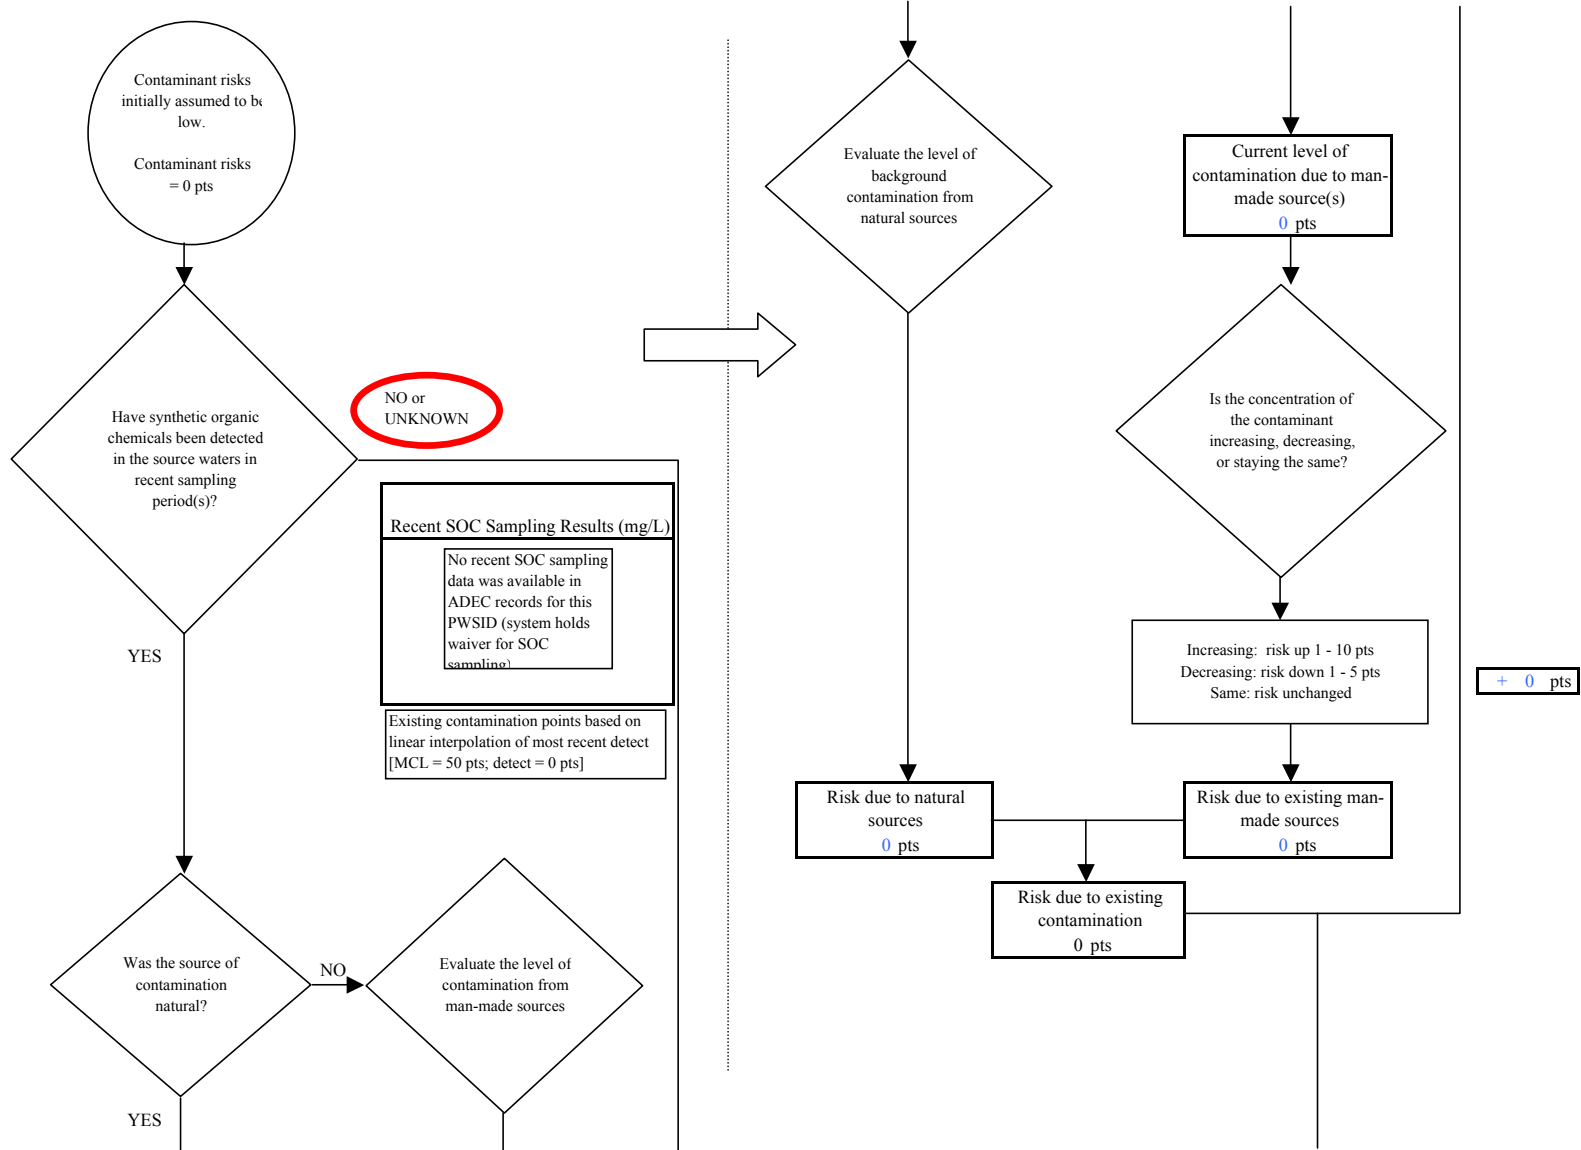 Contaminant risks
initially assumed to be
low.
Contaminant risks
= 0 pts
Have synthetic organic
chemicals been detected
in the source waters in
recent sampling
period(s)?
NO or
UNKNOWN
Recent SOC Sampling Results (mg/L)
No recent SOC sampling
data was available in
ADEC records for this
PWSID (system holds
waiver for SOC
sampling)
Existing contamination points based on
linear interpolation of most recent detect
[MCL = 50 pts; detect = 0 pts]
YES
Was the source of
contamination
natural?
NO
Evaluate the level of
contamination from
man-made sources
YES
Evaluate the level of
background
contamination from
natural sources
Current level of
contamination due to man-
made source(s)
0 pts
Is the concentration of
the contaminant
increasing, decreasing,
or staying the same?
Increasing: risk up 1 - 10 pts
Decreasing: risk down 1 - 5 pts
Same: risk unchanged
+ 0 pts
Risk due to natural
sources
0 pts
Risk due to existing man-
made sources
0 pts
Risk due to existing
contamination
0 pts